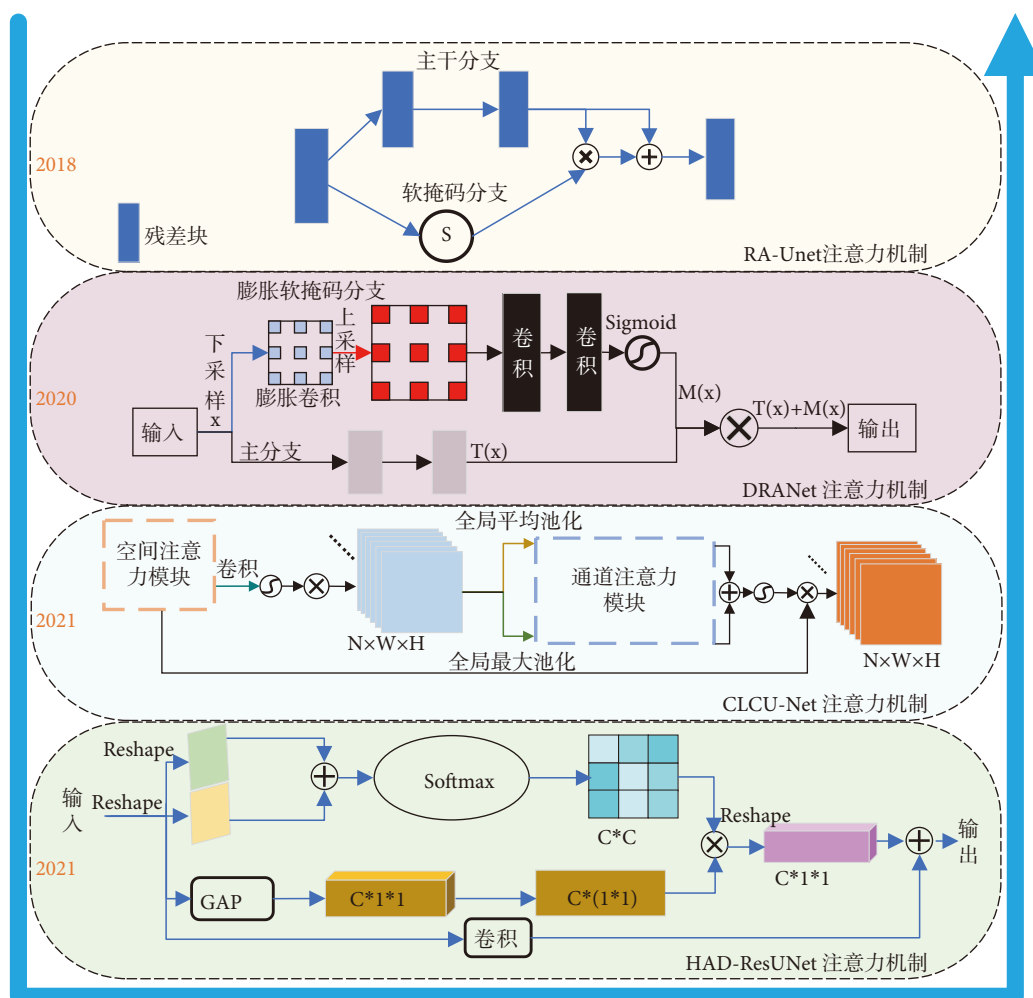 主干分支
2018
软掩码分支
S
残差块
RA-Unet注意力机制
膨胀软掩码分支
下采样
上采样
卷积
卷积
Sigmoid
膨胀卷积
2020
x
M(x)
T(x)+M(x)
输入
输出
主分支
T(x)
DRANet 注意力机制
全局平均池化
空间注意
力模块
卷积
通道注意力
模块
2021
N×W×H
全局最大池化
N×W×H
CLCU-Net 注意力机制
Reshape
Softmax
输入
Reshape
Reshape
C*C
输出
2021
C*1*1
GAP
C*1*1
C*(1*1)
卷积
HAD-ResUNet 注意力机制